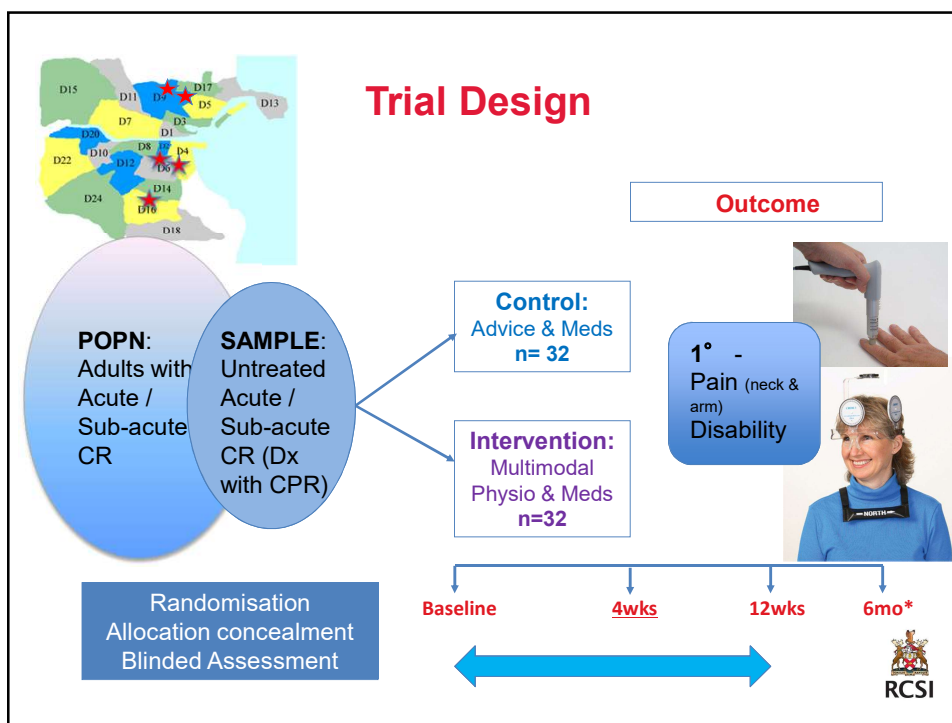 Trial Design
D15
D11
D9
D17
D5
D13
D7
D3
D1
D20
D8
D4
D22
D10
D12
D6
D14
D24
D16
D18
Outcome
POPN:
Adults with
Acute /
Sub-acute
CR
SAMPLE:
Untreated
Acute /
Sub-acute
CR (Dx
with CPR)
Control:
Advice & Meds
n= 32
Intervention:
Multimodal
Physio & Meds
n=32
1° -
Pain (neck &
arm)
Disability
NORTH
Randomisation
Allocation concealment
Blinded Assessment
Baseline
4wks
12wks
6mo*
RCSI